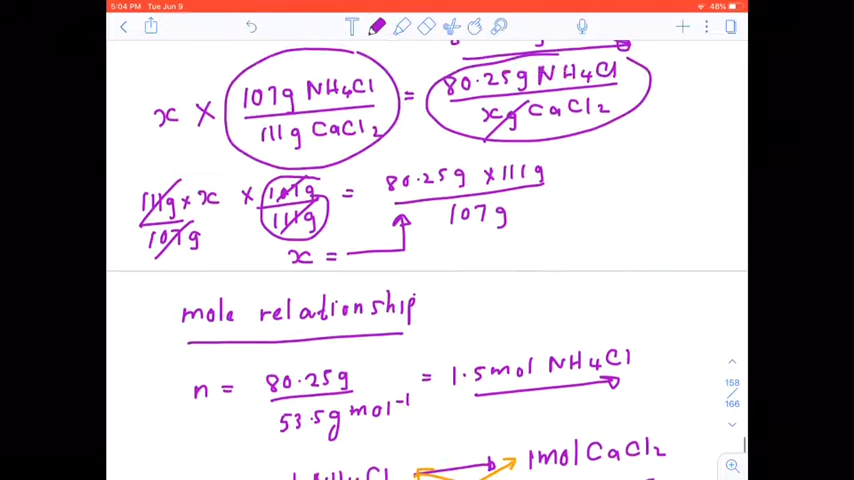 5:04 PM Tue Jun 9
48%
T
x × 107g NH4Cl / 111g CaCl2 = 80.25g NH4Cl / xg CaCl2
111g × x / 107g × 107g / 111g = 80.25g × 111g / 107g
x =
mole relationship
n = 80.25g / 53.5g mol⁻¹ = 1.5mol NH4Cl
158
166
1mol CaCl2